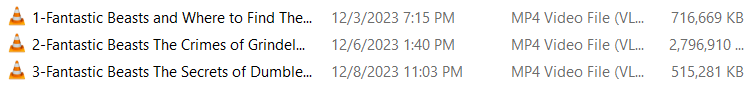 1-Fantastic Beasts and Where to Find The... 12/3/2023 7:15 PM MP4 Video File (VL... 716,669 KB
2-Fantastic Beasts The Crimes of Grindel... 12/6/2023 1:40 PM MP4 Video File (VL... 2,796,910 ...
3-Fantastic Beasts The Secrets of Dumble... 12/8/2023 11:03 PM MP4 Video File (VL... 515,281 KB